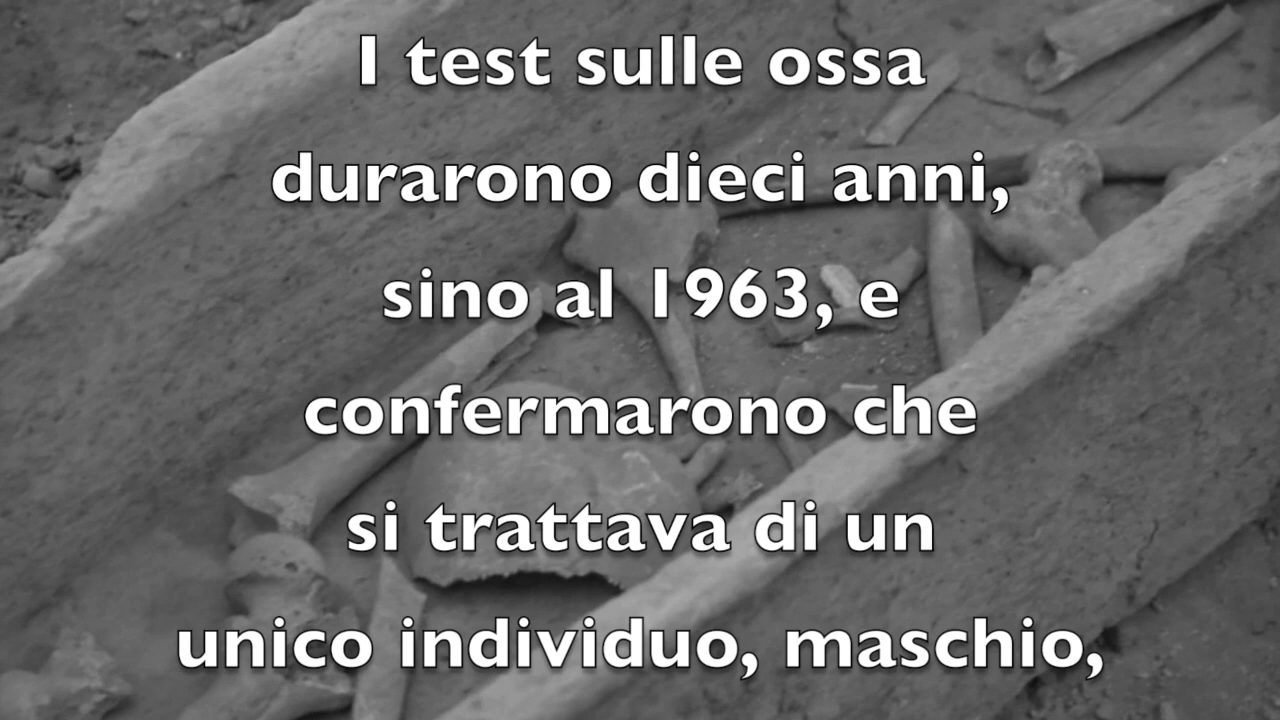 I test sulle ossa
durarono dieci anni,
sino al 1963, e
confermarono che
si trattava di un
unico individuo, maschio,